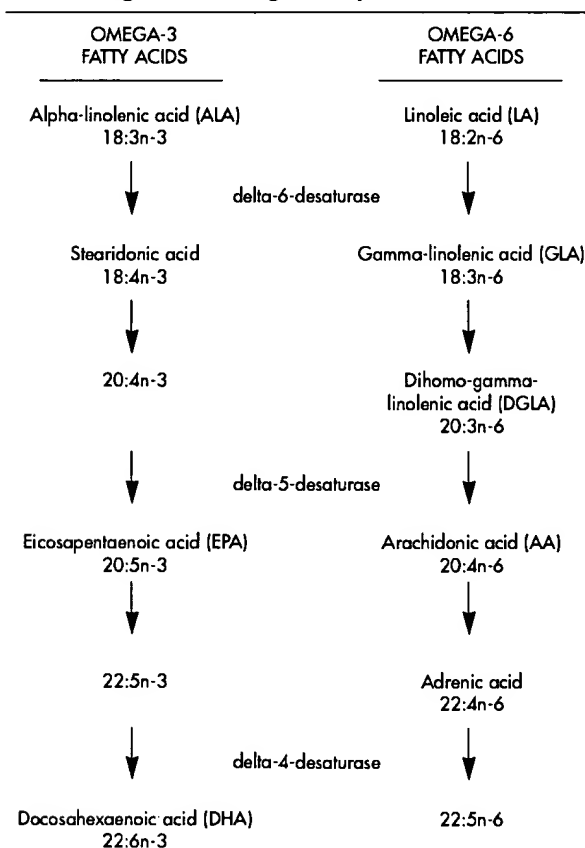 OMEGA-3
FATTY ACIDS
OMEGA-6
FATTY ACIDS
Alpha-linolenic acid (ALA)
18:3n-3
Linoleic acid (LA)
18:2n-6
delta-6-desaturase
Stearidonic acid
18:4n-3
Gamma-linolenic acid (GLA)
18:3n-6
20:4n-3
Dihomo-gamma-
linolenic acid (DGLA)
20:3n-6
delta-5-desaturase
Eicosapentaenoic acid (EPA)
20:5n-3
Arachidonic acid (AA)
20:4n-6
22:5n-3
Adrenic acid
22:4n-6
delta-4-desaturase
Docosahexaenoic acid (DHA)
22:6n-3
22:5n-6